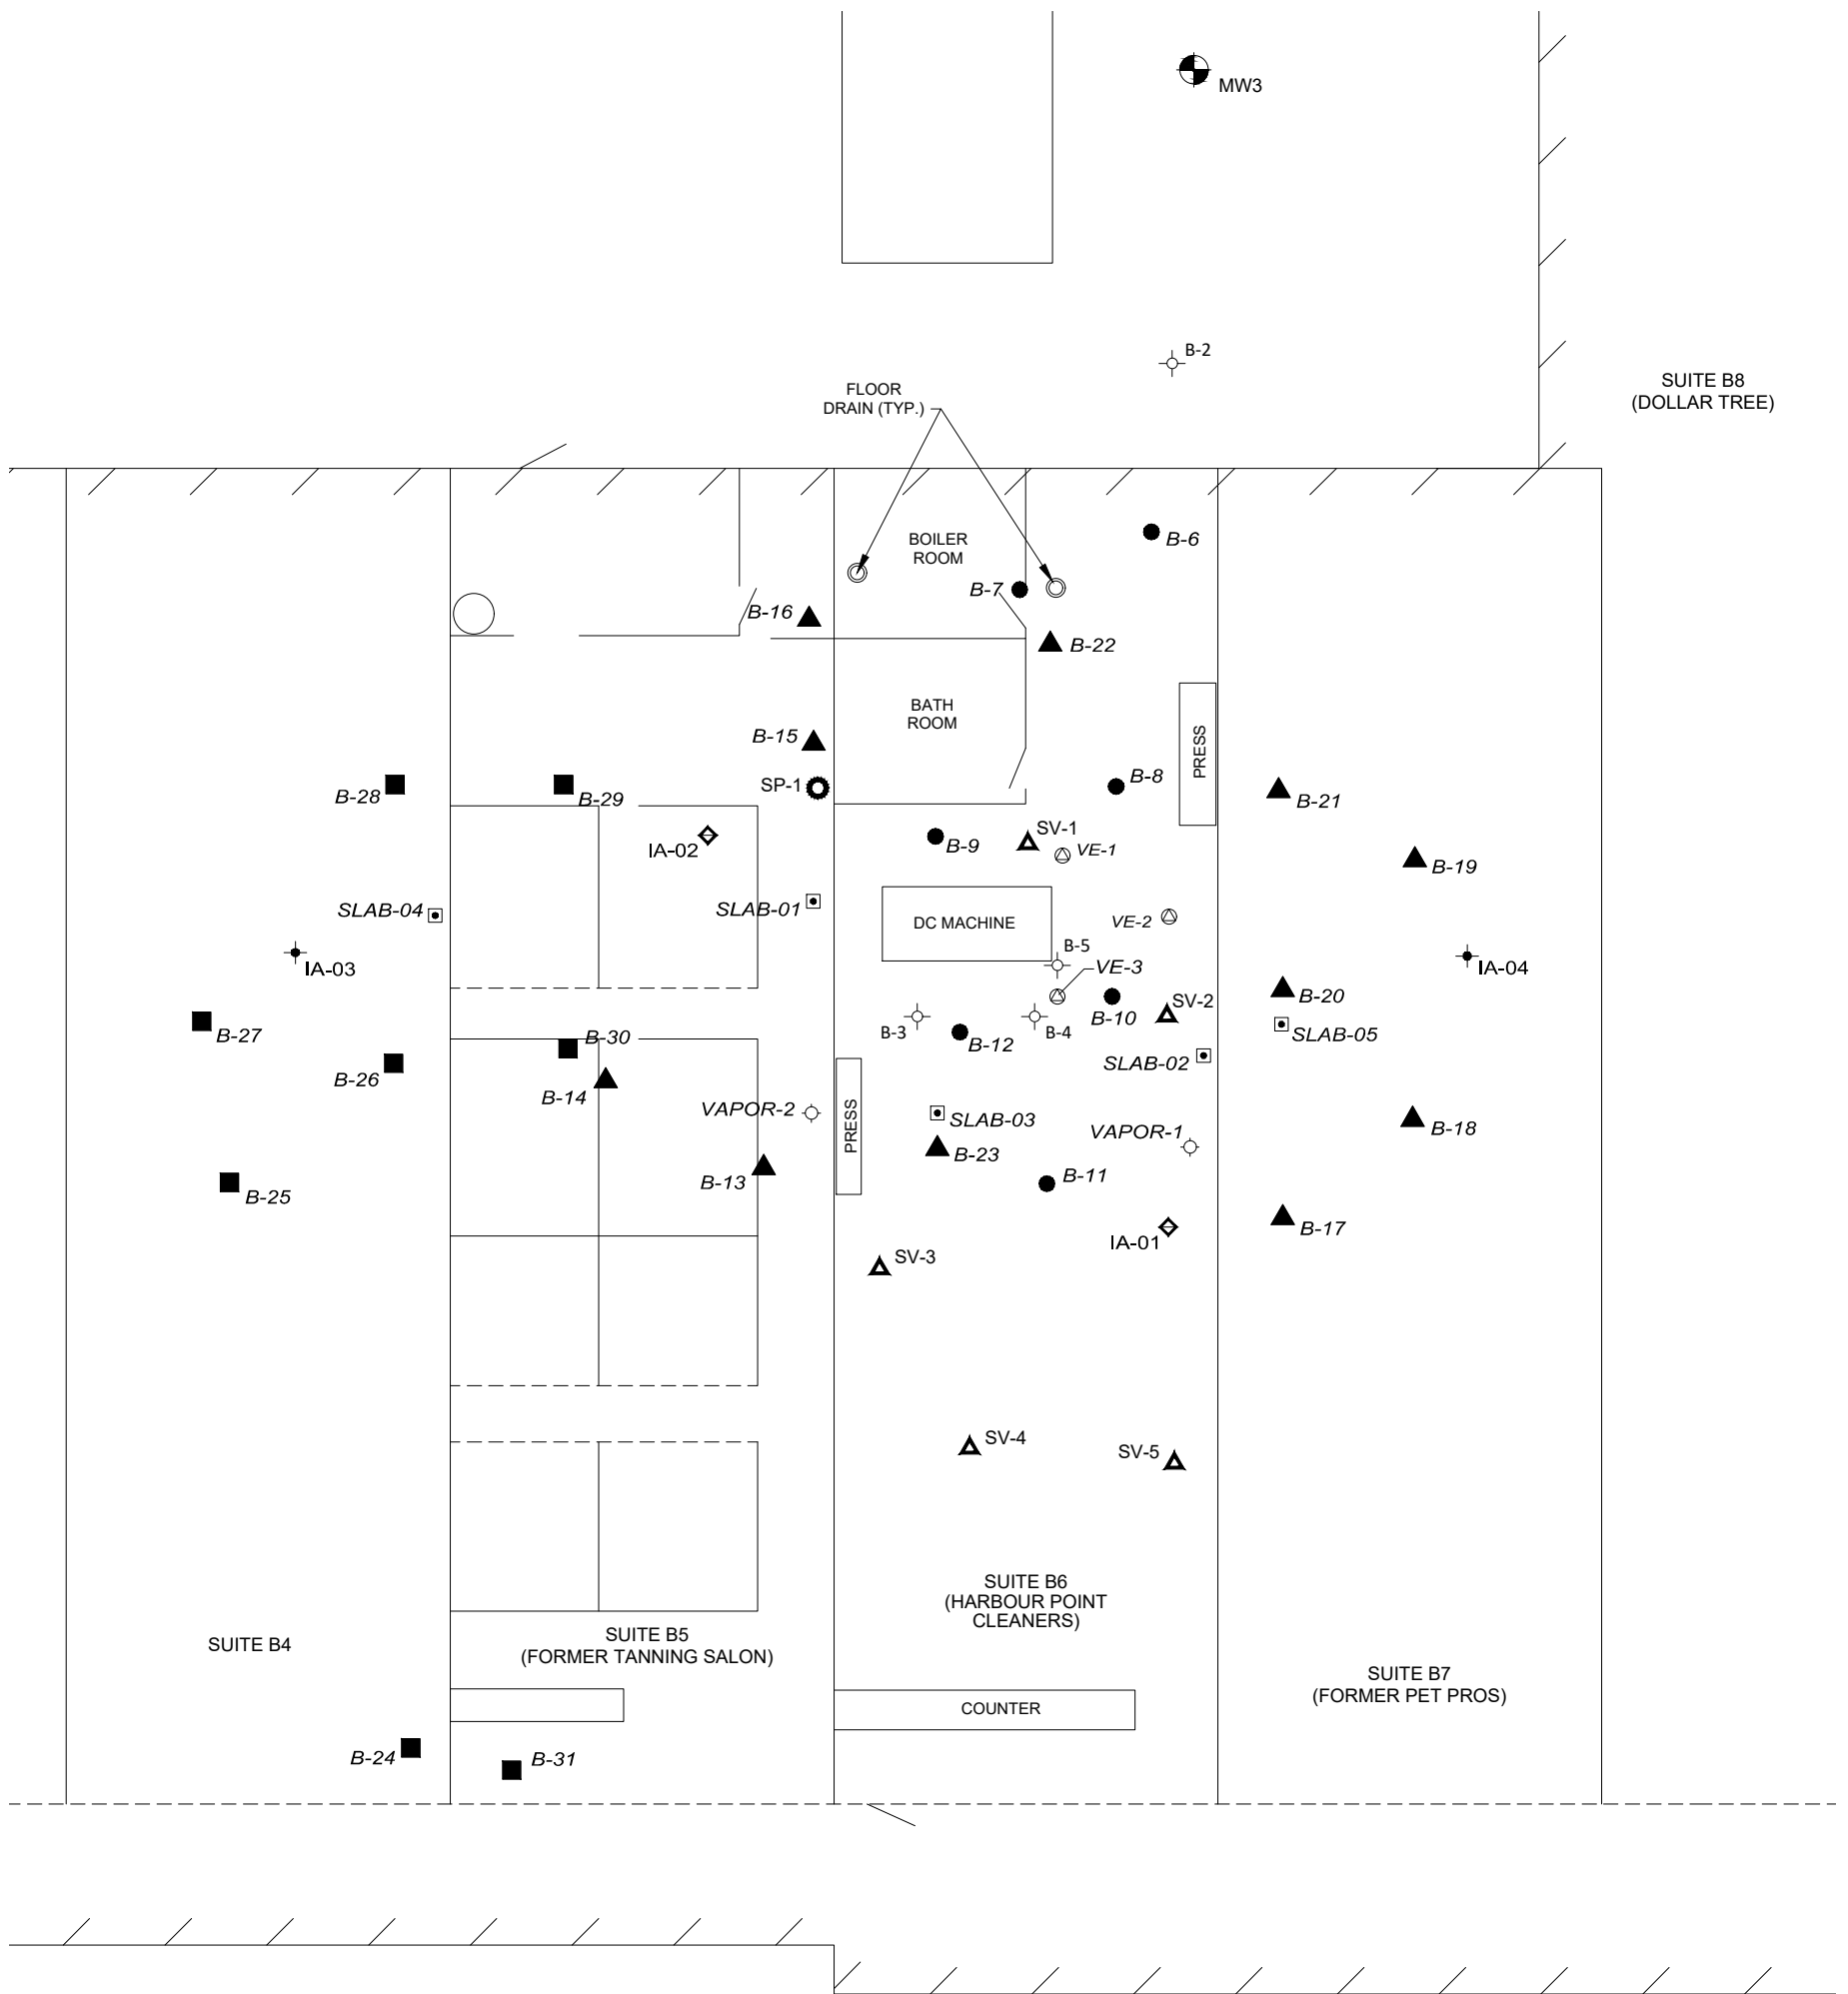 MW3
B-2
SUITE B8
(DOLLAR TREE)
FLOOR
DRAIN (TYP.)
BOILER
ROOM
B-6
B-7
B-16
B-22
BATH
ROOM
PRESS
B-15
SP-1
B-28
B-29
B-8
B-21
IA-02
B-9
SV-1
VE-1
B-19
SLAB-04
SLAB-01
DC MACHINE
VE-2
B-5
VE-3
IA-03
IA-04
B-20
SV-2
B-10
B-3
B-4
B-12
SLAB-05
B-27
B-30
B-26
SLAB-02
B-14
VAPOR-2
PRESS
SLAB-03
VAPOR-1
B-18
B-23
B-13
B-11
B-25
B-17
IA-01
SV-3
SV-4
SV-5
SUITE B6
(HARBOUR POINT
CLEANERS)
SUITE B4
SUITE B5
(FORMER TANNING SALON)
SUITE B7
(FORMER PET PROS)
COUNTER
B-24
B-31